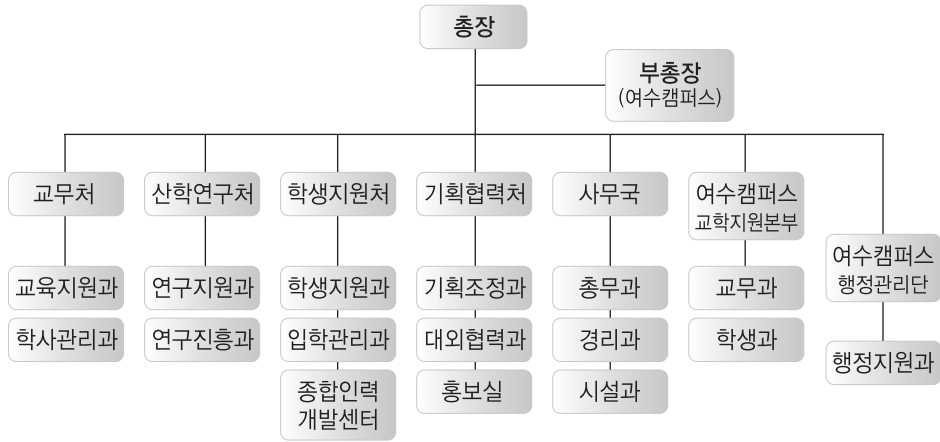 총장
부총장
(여수캠퍼스)
교무처
산학연구처
학생지원처
기획협력처
사무국
여수캠퍼스
교학지원본부
여수캠퍼스
행정관리단
교육지원과
연구지원과
학생지원과
기획조정과
총무과
교무과
학사관리과
연구진흥과
입학관리과
대외협력과
경리과
학생과
행정지원과
종합인력
개발센터
홍보실
시설과